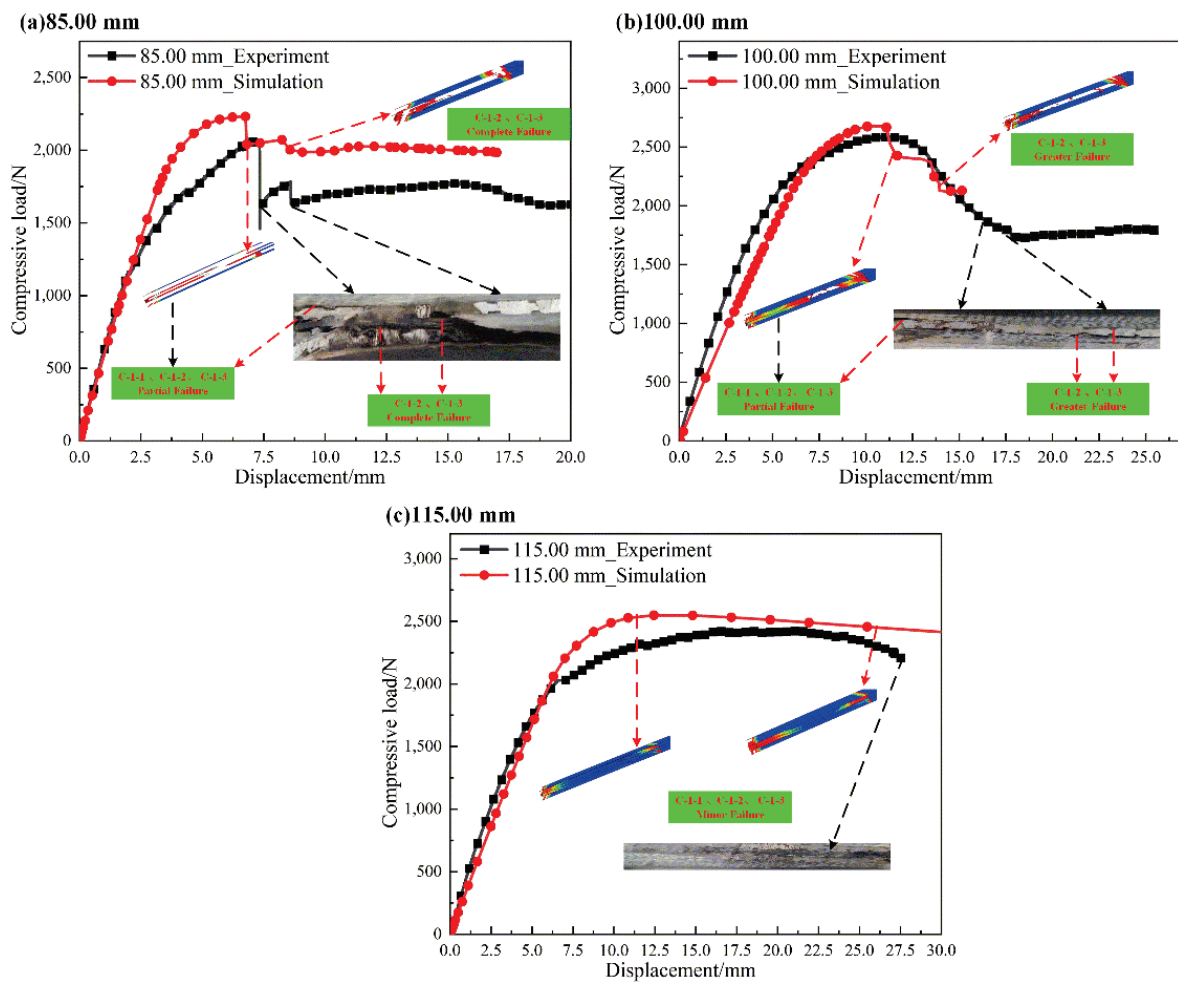 (a)85.00 mm
85.00 mm_Experiment
85.00 mm_Simulation
2,500
2,000
1,500
1,000
500
0
Compressive load/N
C-1-2、C-1-3
Complete Failure
C-1-1、C-1-2、C-1-3
Partial Failure
C-1-2、C-1-3
Complete Failure
0.0 2.5 5.0 7.5 10.0 12.5 15.0 17.5 20.0
Displacement/mm
(b)100.00 mm
100.00 mm_Experiment
100.00 mm_Simulation
3,000
2,500
2,000
1,500
1,000
500
0
Compressive load/N
C-1-2、C-1-3
Greater Failure
C-1-1、C-1-2、C-1-3
Partial Failure
C-1-2、C-1-3
Greater Failure
0.0 2.5 5.0 7.5 10.0 12.5 15.0 17.5 20.0 22.5 25.0
Displacement/mm
(c)115.00 mm
115.00 mm_Experiment
115.00 mm_Simulation
3,000
2,500
2,000
1,500
1,000
500
0
Compressive load/N
C-1-1、C-1-2、C-1-3
Minor Failure
0.0 2.5 5.0 7.5 10.0 12.5 15.0 17.5 20.0 22.5 25.0 27.5 30.0
Displacement/mm